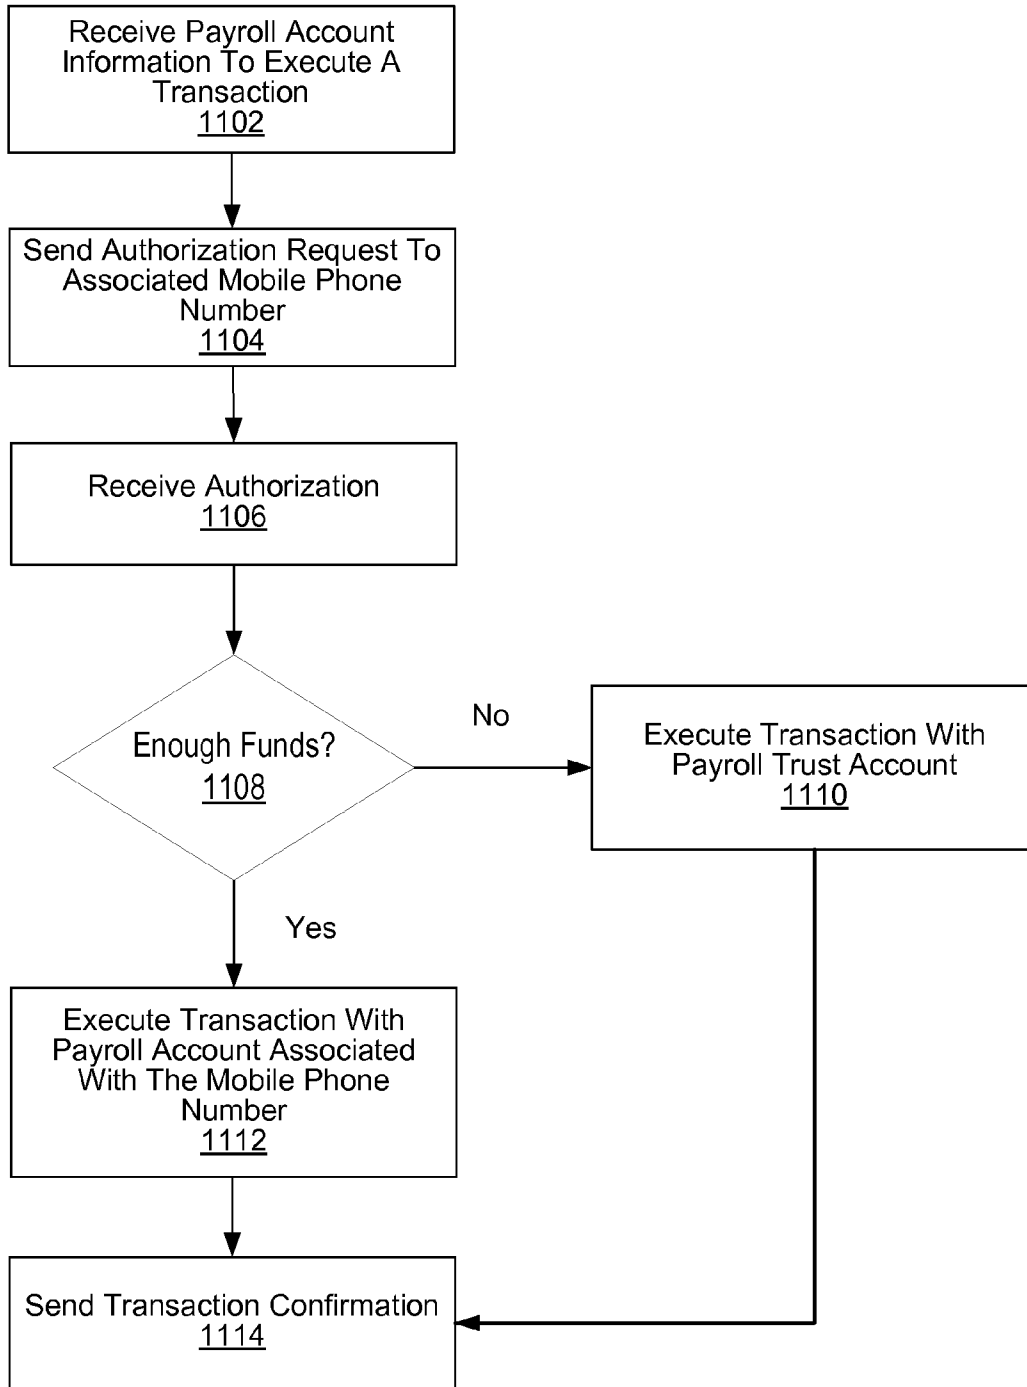 Receive Payroll Account
Information To Execute A
Transaction
1102
Send Authorization Request To
Associated Mobile Phone
Number
1104
Receive Authorization
1106
Enough Funds?
1108
No
Execute Transaction With
Payroll Trust Account
1110
Yes
Execute Transaction With
Payroll Account Associated
With The Mobile Phone
Number
1112
Send Transaction Confirmation
1114